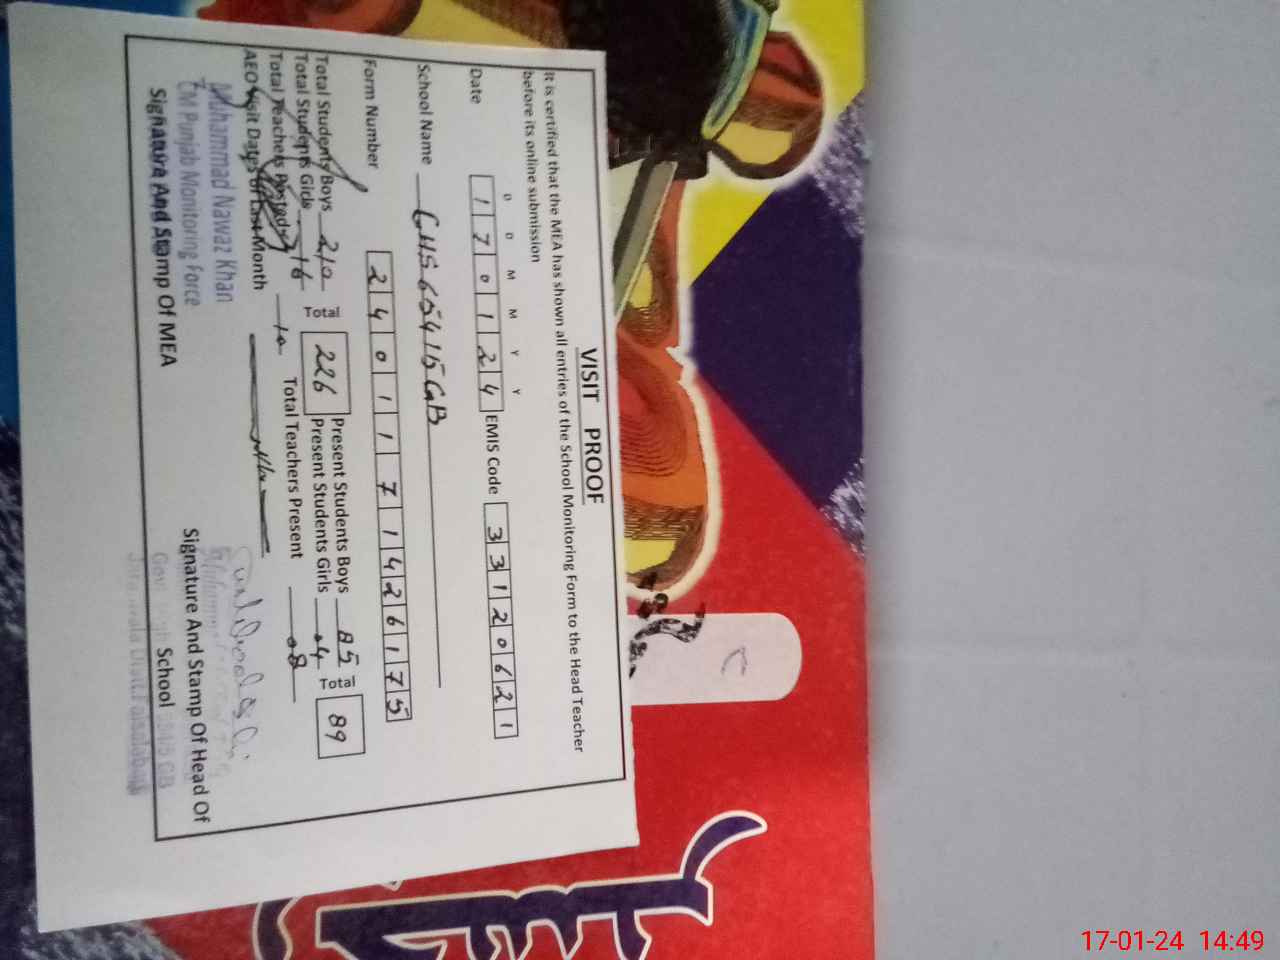 VISIT PROOF
It is certified that the MEA has shown all entries of the School Monitoring Form to the Head Teacher
before its online submission
D D M M Y Y
Date 1 7 0 1 2 4 EMIS Code 3 3 1 2 0 6 2 1
School Name GHS 654/5 GB
Form Number 2 4 0 1 1 7 1 4 2 6 1 7 5
Total Students Boys 210 Total 226 Present Students Boys 85 Total 89
Total Students Girls 16 Present Students Girls 04
Total Teachers Posted 10 Total Teachers Present 08
AEO Visit Dates Of Last Month
Muhammad Nawaz Khan
CM Punjab Monitoring Force
Signature And Stamp Of MEA
Signature And Stamp Of Head Of
School
17-01-24 14:49